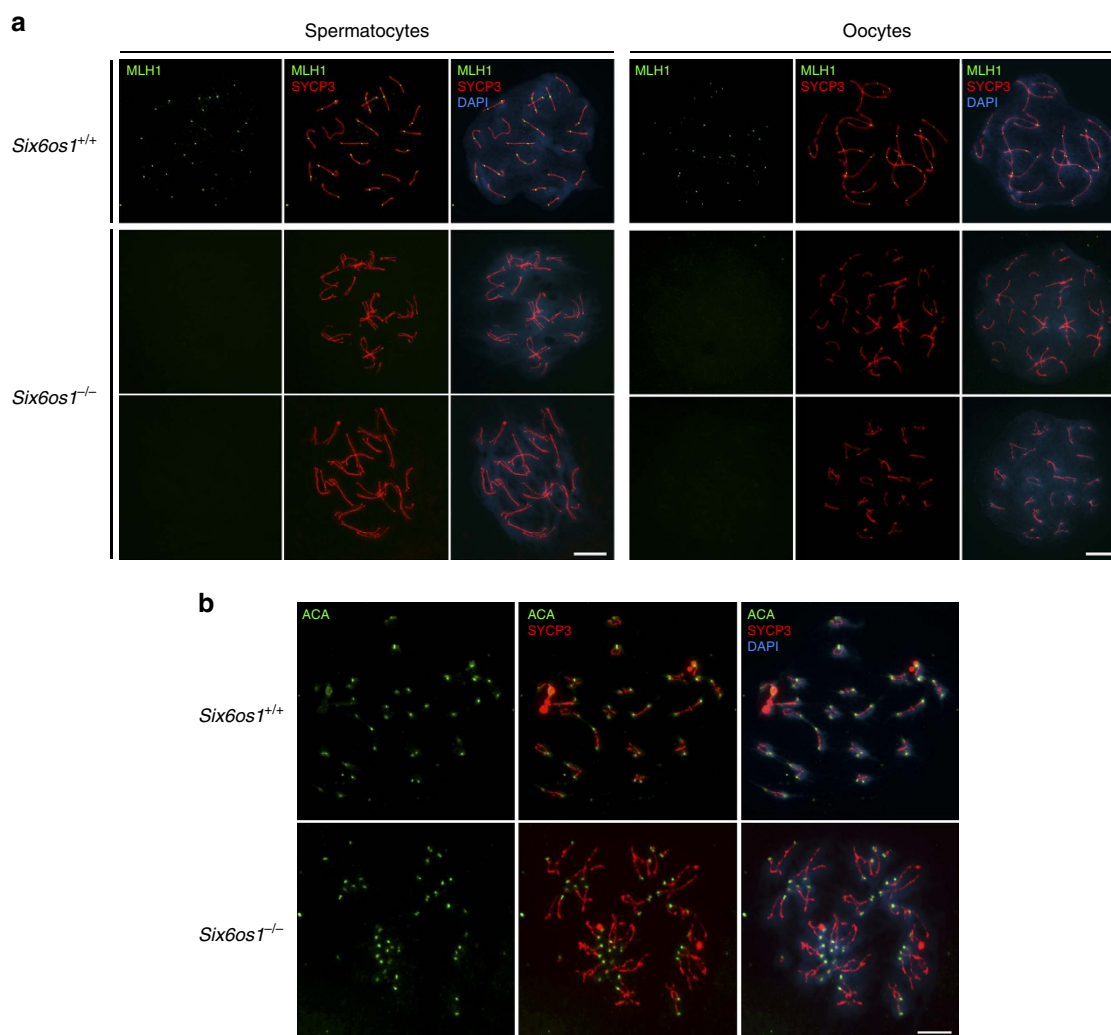 a
Spermatocytes
Oocytes
MLH1
MLH1
SYCP3
MLH1
SYCP3
DAPI
MLH1
MLH1
SYCP3
MLH1
SYCP3
DAPI
Six6os1+/+
Six6os1–/–
b
ACA
ACA
SYCP3
ACA
SYCP3
DAPI
Six6os1+/+
Six6os1–/–